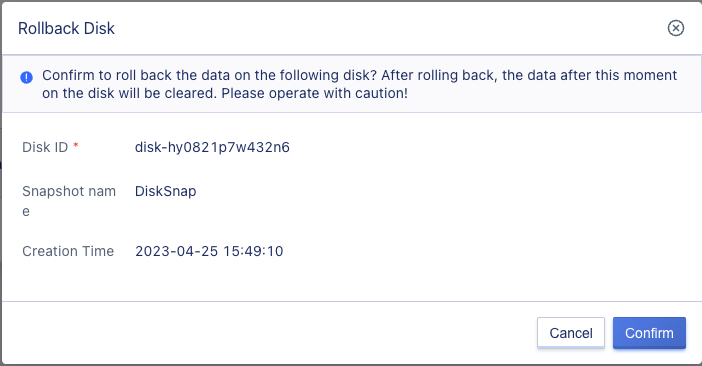 Rollback Disk
Confirm to roll back the data on the following disk? After rolling back, the data after this moment
on the disk will be cleared. Please operate with caution!
Disk ID * disk-hy0821p7w432n6
Snapshot nam DiskSnap
e
Creation Time 2023-04-25 15:49:10
Cancel Confirm